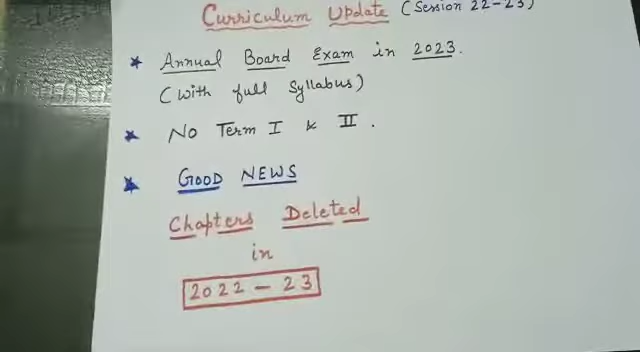 Curriculum Update (Session 22-23)
* Annual Board Exam in 2023.
(with full Syllabus)
* No Term I & II.
* GOOD NEWS
Chapters Deleted
in
2022 - 23